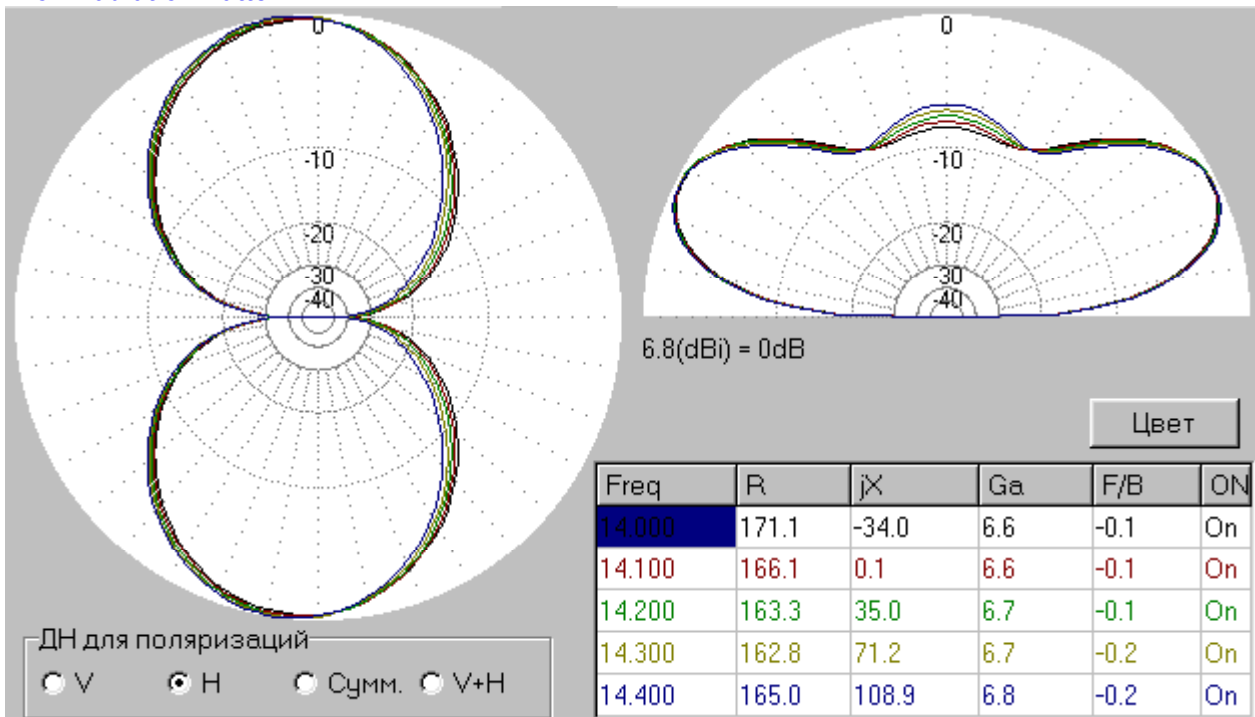 0
-10
-20
-30
-40
0
-10
-20
-30
-40
6.8(dBi) = 0dB
Цвет
ДН для поляризаций
V H Сумм. V+H
Freq R jX Ga F/B ON
14.000 171.1 -34.0 6.6 -0.1 On
14.100 166.1 0.1 6.6 -0.1 On
14.200 163.3 35.0 6.7 -0.1 On
14.300 162.8 71.2 6.7 -0.2 On
14.400 165.0 108.9 6.8 -0.2 On